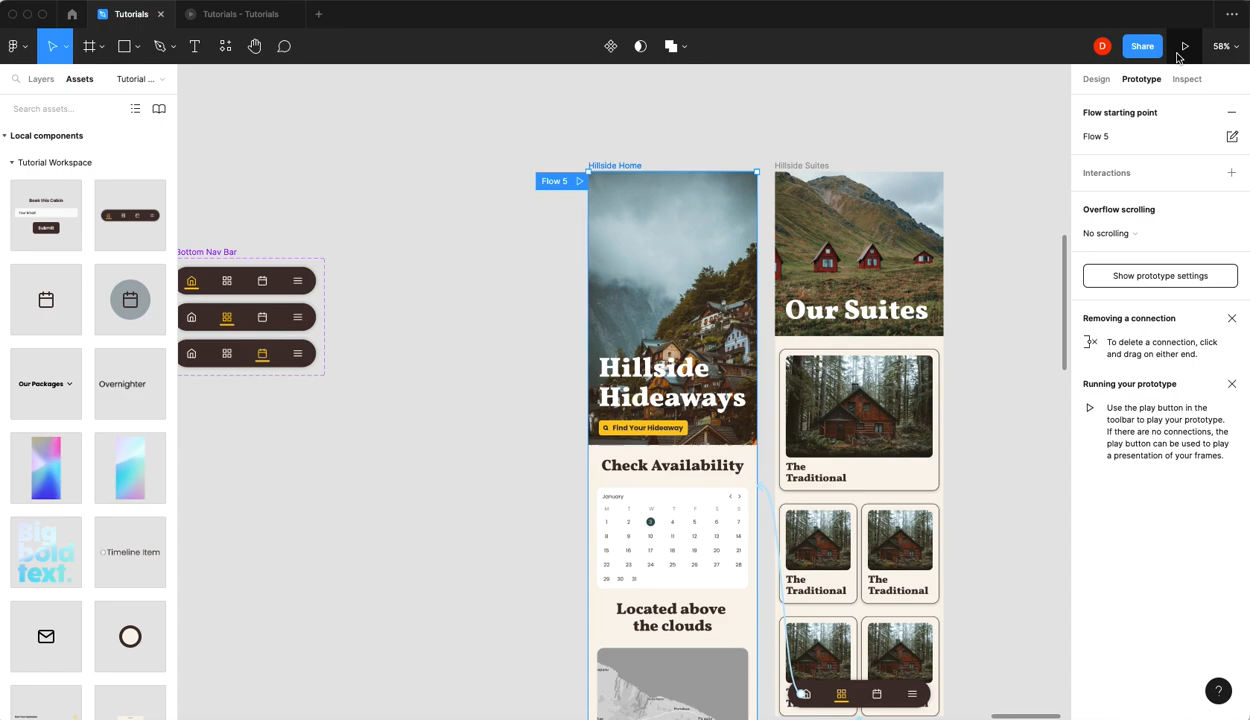 Tutorials
Tutorials - Tutorials
D
Share
58%
Layers
Assets
Tutorial ...
Search assets...
Local components
Tutorial Workspace
Book this Cabin
Your Email
Submit
Our Packages
Overnighter
Big
bold
text.
Timeline Item
Bottom Nav Bar
Hillside Home
Flow 5
Hillside
Hideaways
Find Your Hideaway
Check Availability
January
M T W T F S S
1 2 3 4 5 6 7
8 9 10 11 12 13 14
15 16 17 18 19 20 21
22 23 24 25 26 27 28
29 30 31
Located above
the clouds
Hillside Suites
Our Suites
The
Traditional
The
Traditional
The
Traditional
Design
Prototype
Inspect
Flow starting point
Flow 5
Interactions
Overflow scrolling
No scrolling
Show prototype settings
Removing a connection
To delete a connection, click
and drag on either end.
Running your prototype
Use the play button in the
toolbar to play your prototype.
If there are no connections, the
play button can be used to play
a presentation of your frames.
?